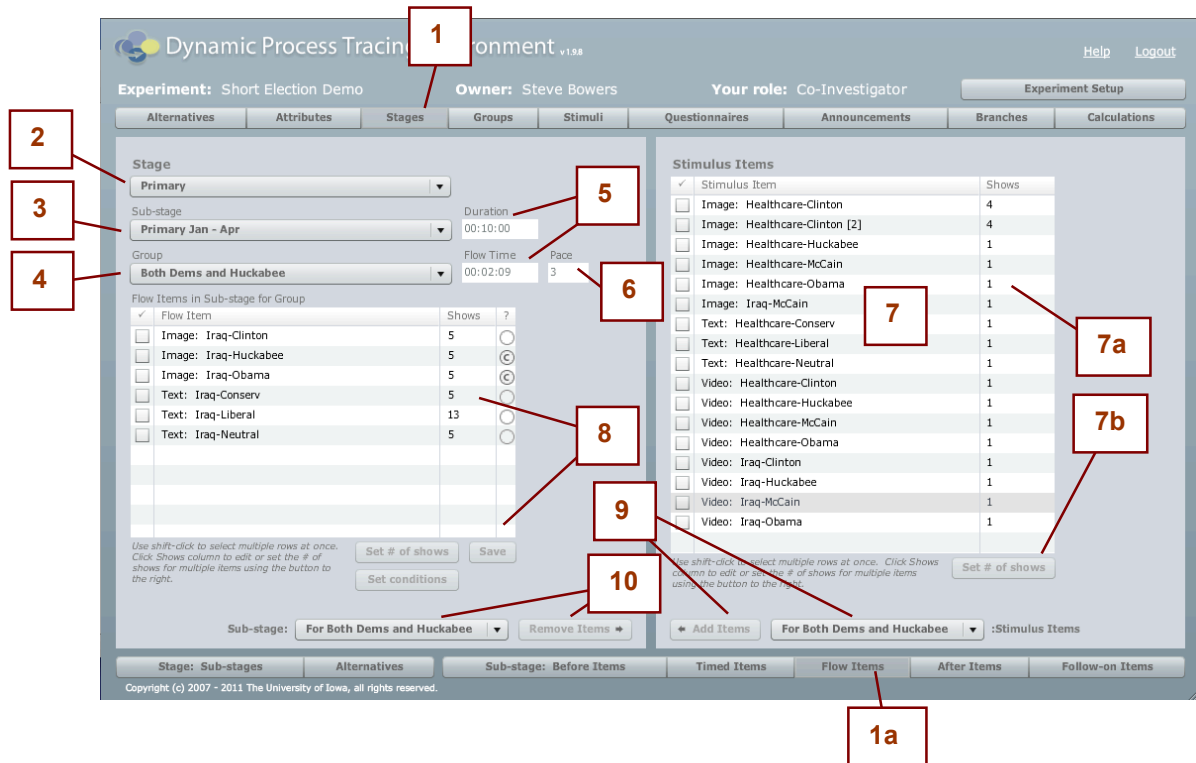 1
Dynamic Process Tracing Environment v 1.9.8
Help Logout
Experiment: Short Election Demo Owner: Steve Bowers Your role: Co-Investigator Experiment Setup
Alternatives Attributes Stages Groups Stimuli Questionnaires Announcements Branches Calculations
2
Stage
Primary
3
Sub-stage Duration
Primary Jan - Apr 00:10:00
5
4
Group Flow Time Pace
Both Dems and Huckabee 00:02:09 3
6
Flow Items in Sub-stage for Group
✓ Flow Item Shows ?
Image: Iraq-Clinton 5
Image: Iraq-Huckabee 5 C
Image: Iraq-Obama 5 C
Text: Iraq-Conserv 5
Text: Iraq-Liberal 13
Text: Iraq-Neutral 5
8
Use shift-click to select multiple rows at once.
Click Shows column to edit or set the # of
shows for multiple items using the button to
the right.
Set # of shows Save
Set conditions
10
Sub-stage: For Both Dems and Huckabee Remove Items
Stimulus Items
✓ Stimulus Item Shows
Image: Healthcare-Clinton 4
Image: Healthcare-Clinton [2] 4
Image: Healthcare-Huckabee 1
Image: Healthcare-McCain 1
Image: Healthcare-Obama 1
Image: Iraq-McCain 1
Text: Healthcare-Conserv 1
Text: Healthcare-Liberal 1
Text: Healthcare-Neutral 1
Video: Healthcare-Clinton 1
Video: Healthcare-Huckabee 1
Video: Healthcare-McCain 1
Video: Healthcare-Obama 1
Video: Iraq-Clinton 1
Video: Iraq-Huckabee 1
Video: Iraq-McCain 1
Video: Iraq-Obama 1
7
7a
7b
9
Use shift-click to select multiple rows at once. Click Shows
column to edit or set the # of shows for multiple items
using the button to the right.
Set # of shows
Add Items For Both Dems and Huckabee :Stimulus Items
Stage: Sub-stages Alternatives Sub-stage: Before Items Timed Items Flow Items After Items Follow-on Items
Copyright (c) 2007 - 2011 The University of Iowa, all rights reserved.
1a